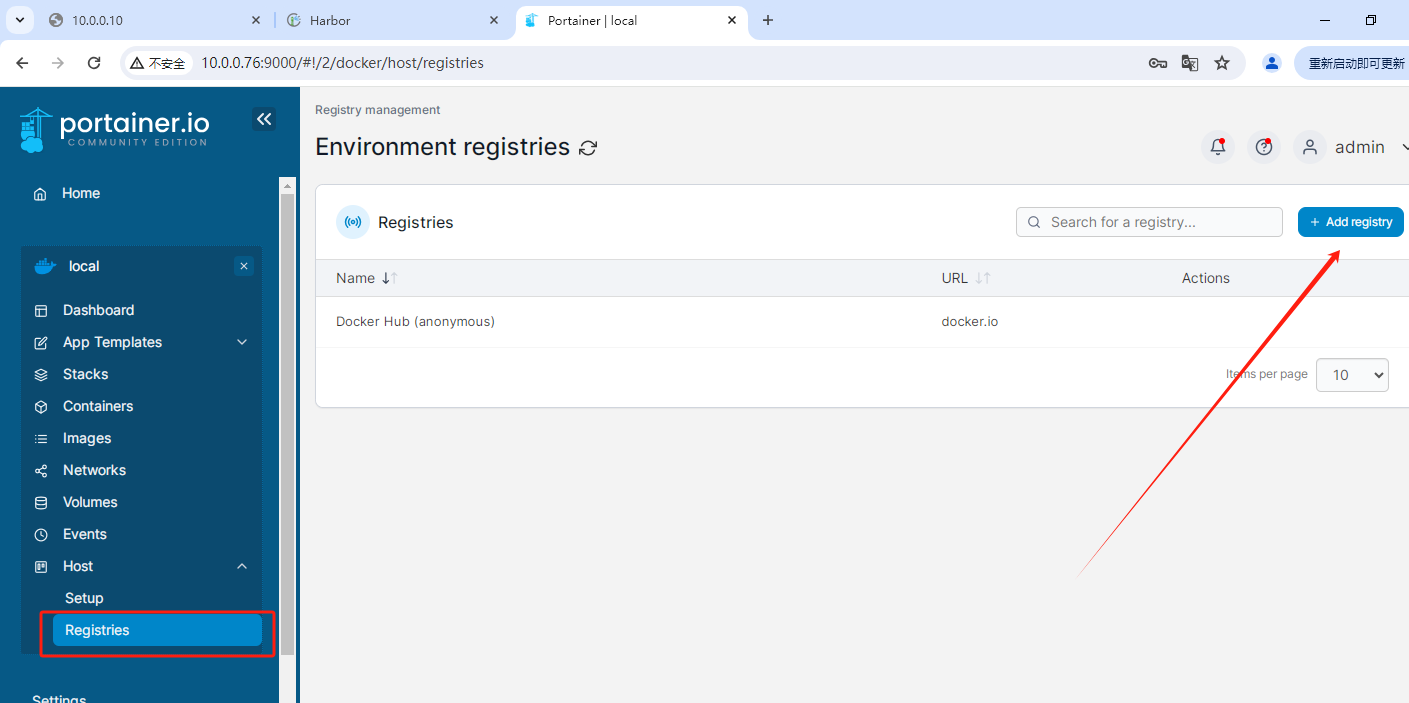 10.0.0.10
Harbor
Portainer | local
不安全
10.0.0.76:9000/#!/2/docker/host/registries
重新启动即可更新
portainer.io
COMMUNITY EDITION
Home
local
Dashboard
App Templates
Stacks
Containers
Images
Networks
Volumes
Events
Host
Setup
Registries
Settings
Registry management
Environment registries
admin
Registries
Search for a registry...
+ Add registry
Name
URL
Actions
Docker Hub (anonymous)
docker.io
Items per page
10